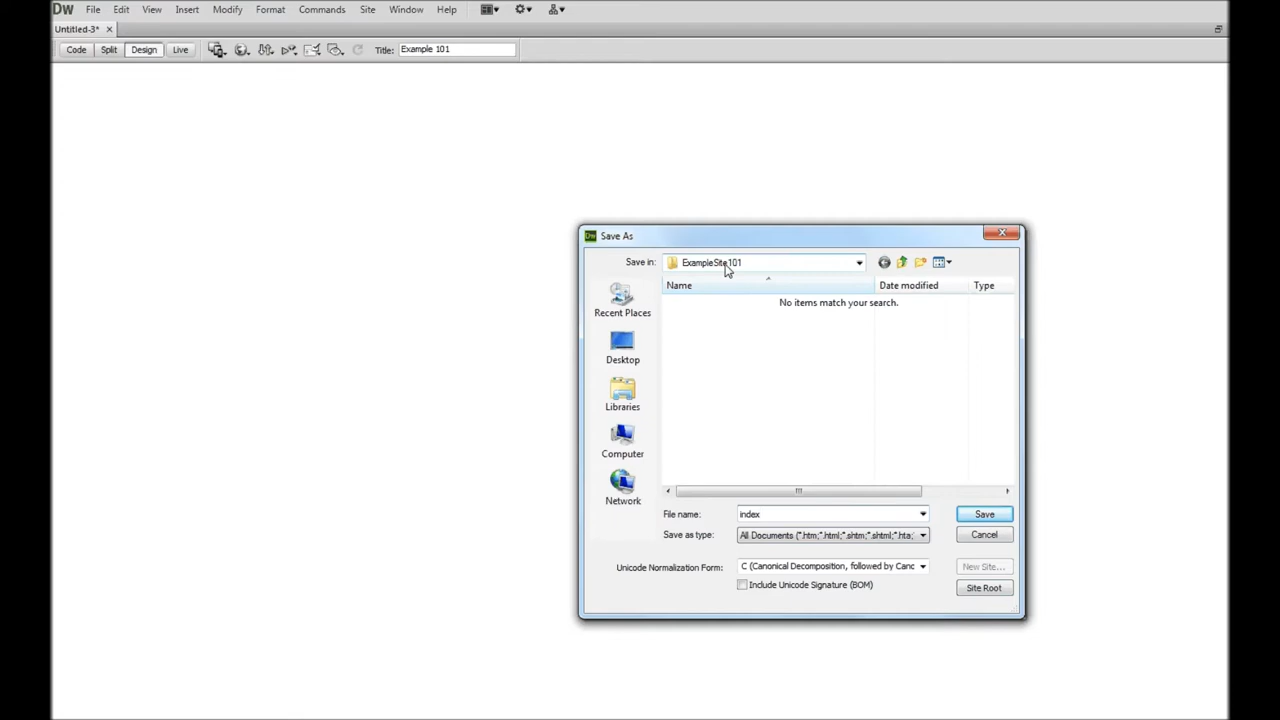 Dw File Edit View Insert Modify Format Commands Site Window Help
Untitled-3*
Code Split Design Live Title: Example 101
Dw Save As
Save in: ExampleSite101
Name Date modified Type
No items match your search.
Recent Places
Desktop
Libraries
Computer
Network
File name: index Save
Save as type: All Documents (*.htm;*.html;*.shtm;*.shtml;*.hta; Cancel
Unicode Normalization Form: C (Canonical Decomposition, followed by Canc New Site...
Include Unicode Signature (BOM) Site Root